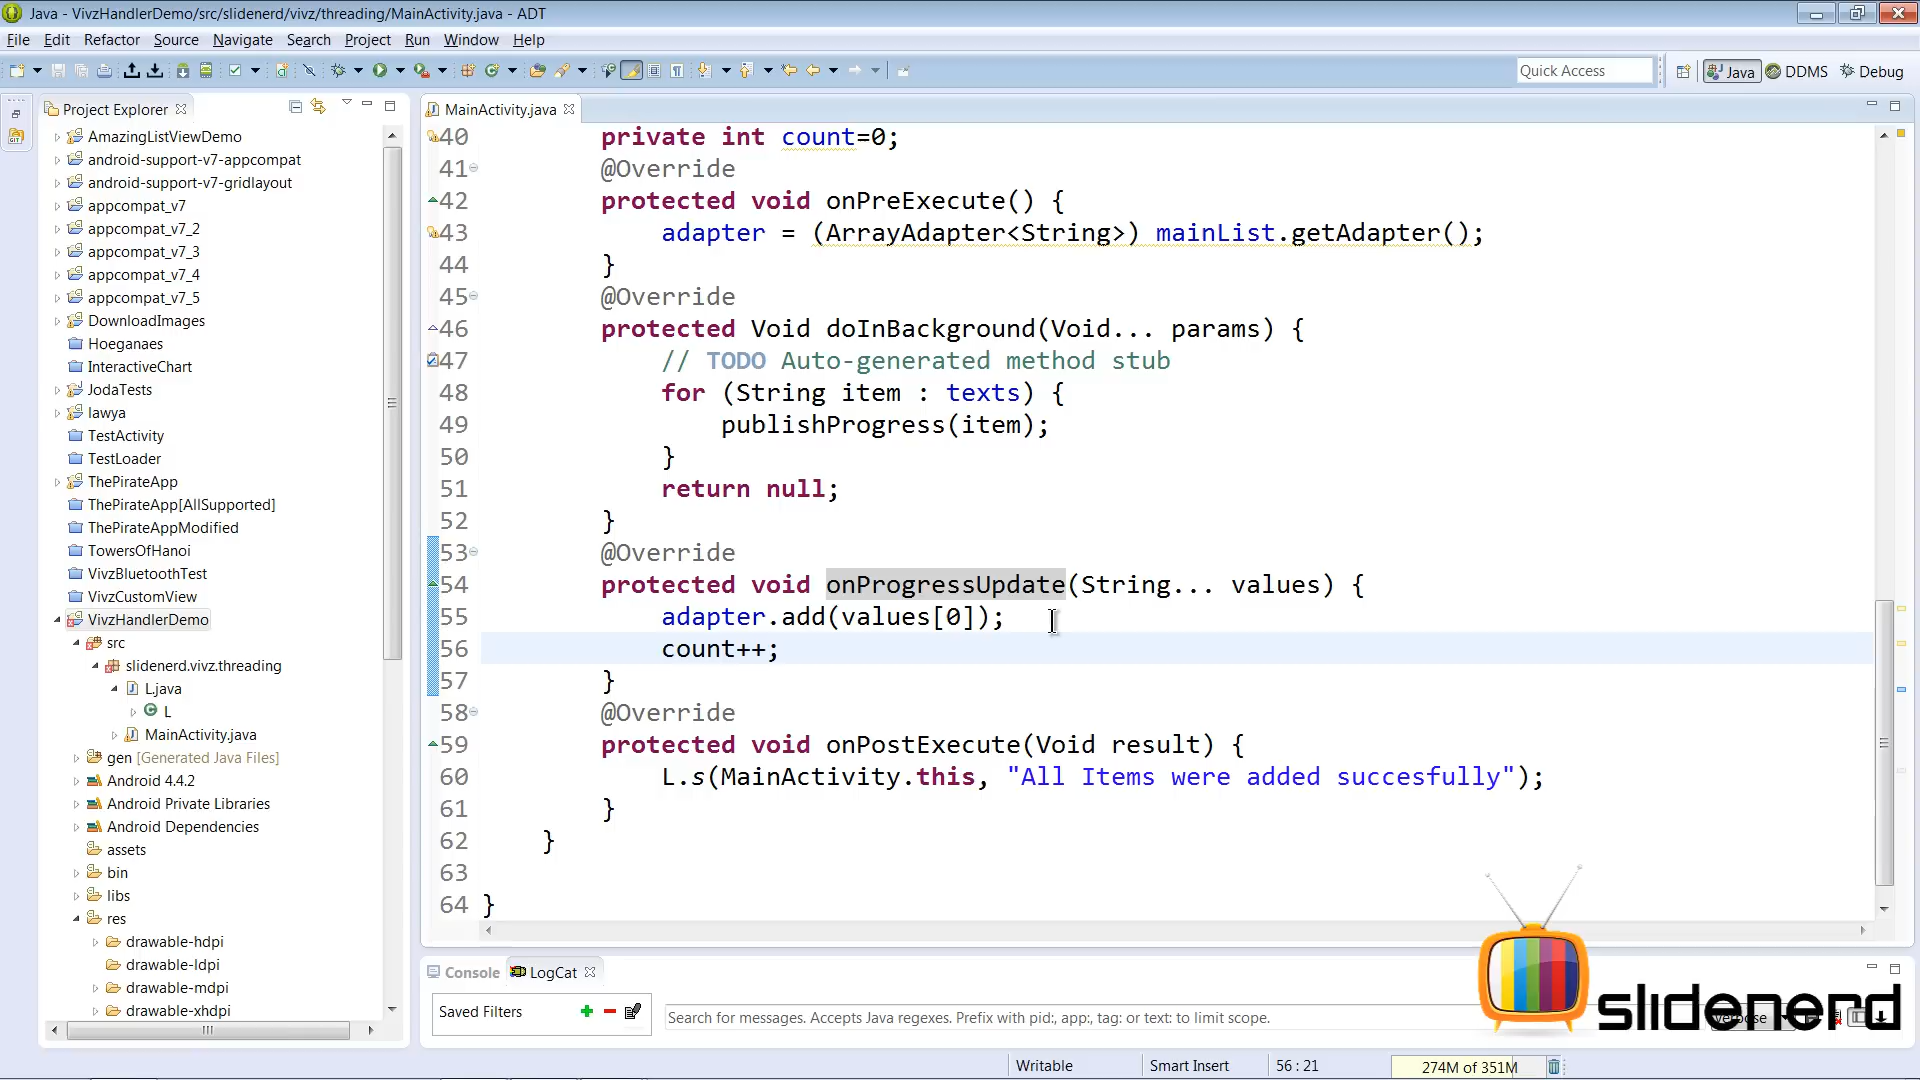 Java - VivzHandlerDemo/src/slidenerd/vivz/threading/MainActivity.java - ADT
File Edit Refactor Source Navigate Search Project Run Window Help
Quick Access
Java
DDMS
Debug
Project Explorer
AmazingListViewDemo
android-support-v7-appcompat
android-support-v7-gridlayout
appcompat_v7
appcompat_v7_2
appcompat_v7_3
appcompat_v7_4
appcompat_v7_5
DownloadImages
Hoeganaes
InteractiveChart
JodaTests
lawya
TestActivity
TestLoader
ThePirateApp
ThePirateApp[AllSupported]
ThePirateAppModified
TowersOfHanoi
VivzBluetoothTest
VivzCustomView
VivzHandlerDemo
src
slidenerd.vivz.threading
L.java
L
MainActivity.java
gen [Generated Java Files]
Android 4.4.2
Android Private Libraries
Android Dependencies
assets
bin
libs
res
drawable-hdpi
drawable-ldpi
drawable-mdpi
drawable-xhdpi
MainActivity.java
40 private int count=0;
41 @Override
42 protected void onPreExecute() {
43 adapter = (ArrayAdapter<String>) mainList.getAdapter();
44 }
45 @Override
46 protected Void doInBackground(Void... params) {
47 // TODO Auto-generated method stub
48 for (String item : texts) {
49 publishProgress(item);
50 }
51 return null;
52 }
53 @Override
54 protected void onProgressUpdate(String... values) {
55 adapter.add(values[0]);
56 count++;
57 }
58 @Override
59 protected void onPostExecute(Void result) {
60 L.s(MainActivity.this, "All Items were added succesfully");
61 }
62 }
63
64 }
Console
LogCat
Saved Filters
Search for messages. Accepts Java regexes. Prefix with pid:, app:, tag: or text: to limit scope.
verbose
slidenerd
Writable
Smart Insert
56 : 21
274M of 351M